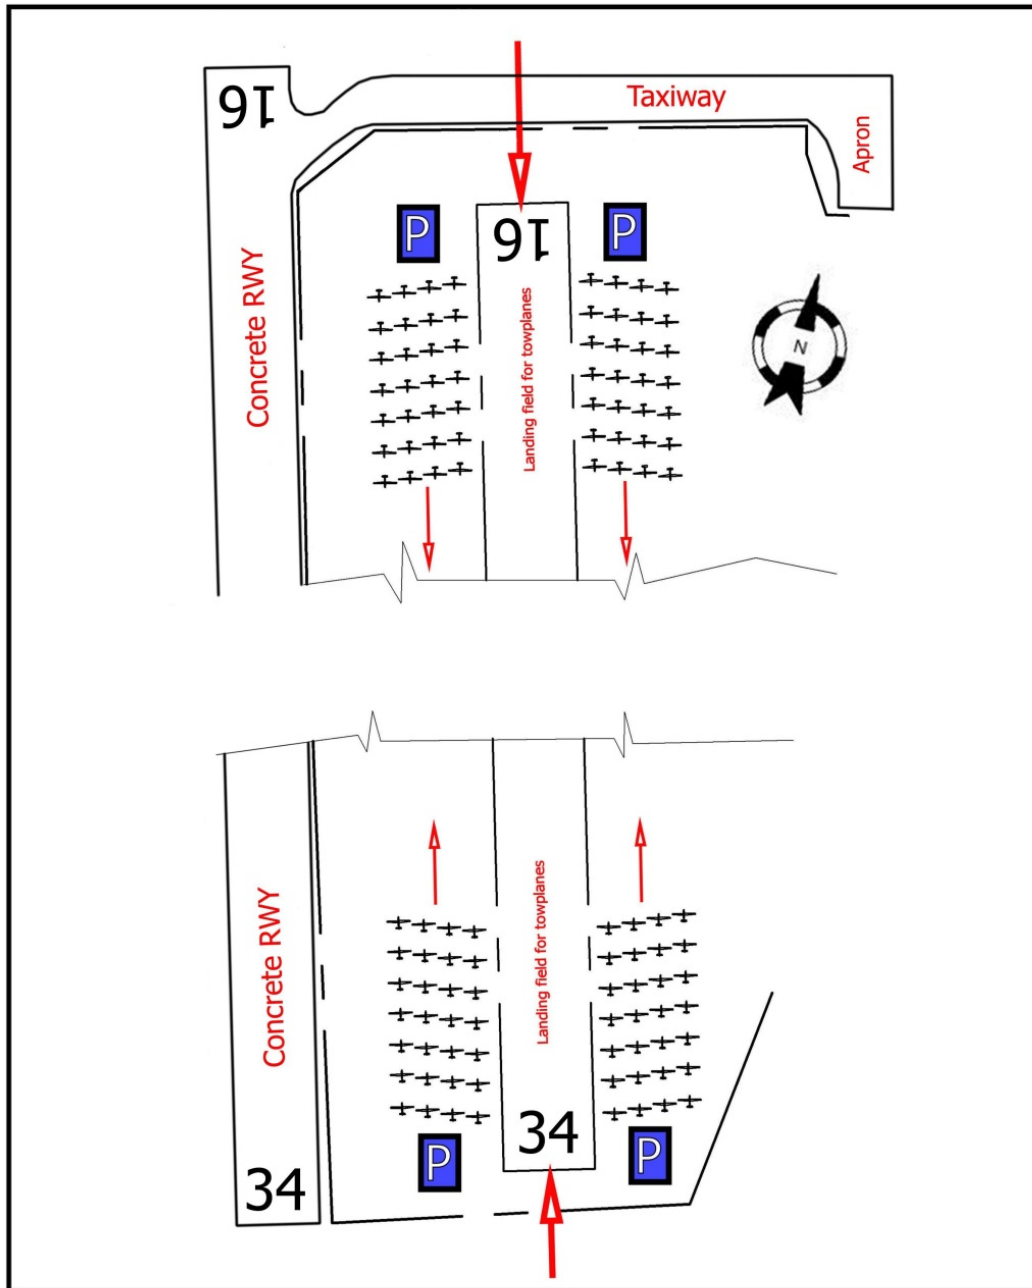 16
Taxiway
Apron
P
16
P
Concrete RWY
Landing field for towplanes
N
Concrete RWY
Landing field for towplanes
34
P
P
34